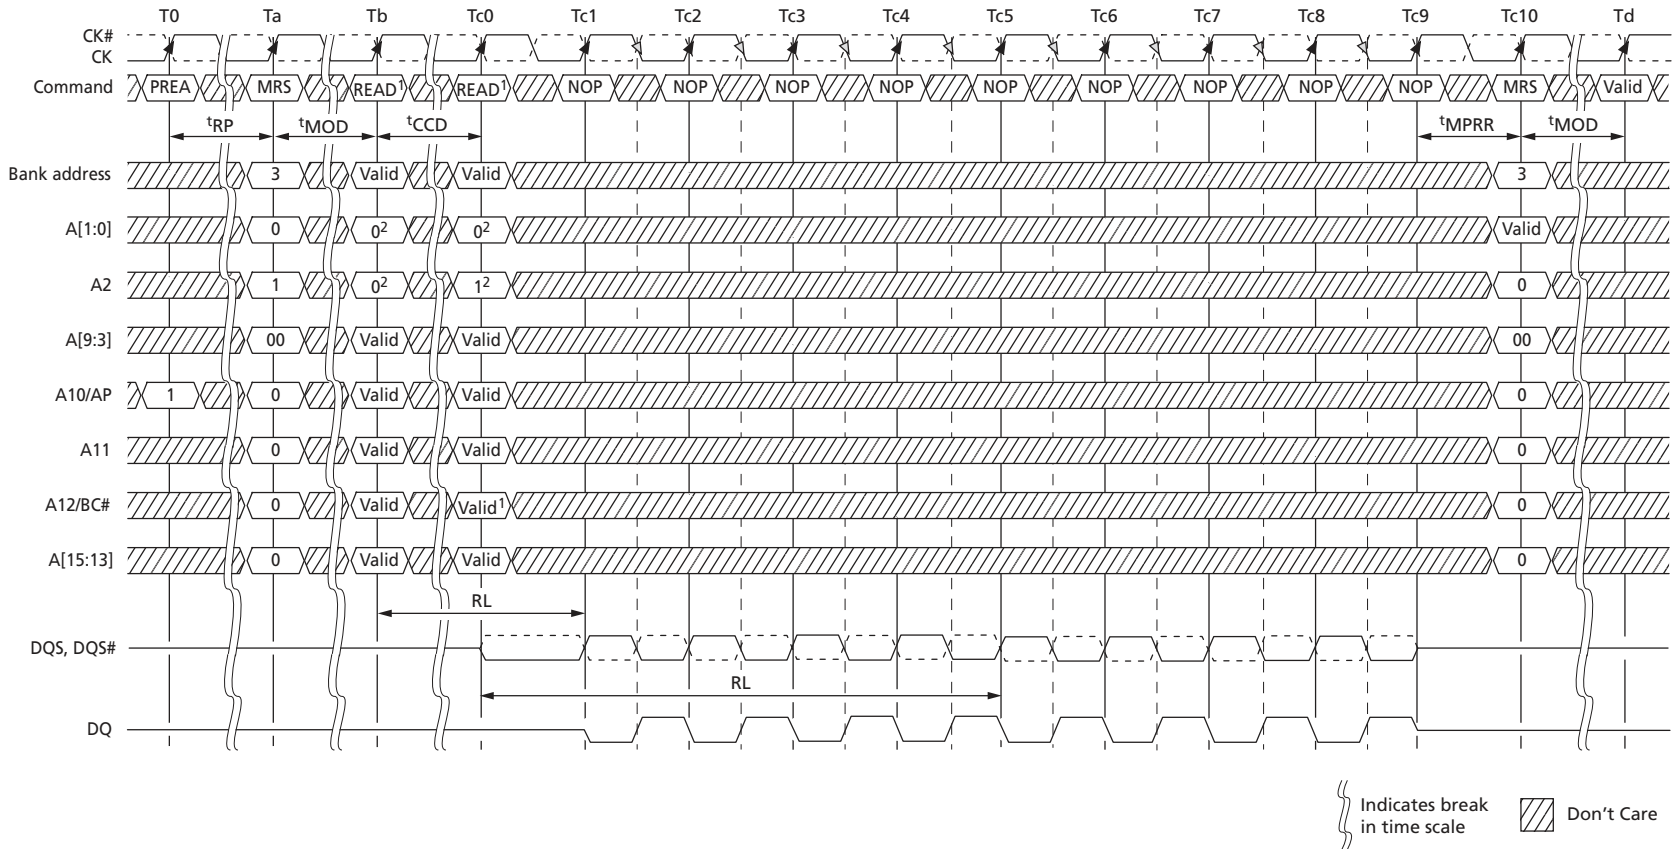 T0 Ta Tb Tc0 Tc1 Tc2 Tc3 Tc4 Tc5 Tc6 Tc7 Tc8 Tc9 Tc10 Td
CK#
CK
Command PREA MRS READ1 READ1 NOP NOP NOP NOP NOP NOP NOP NOP NOP MRS Valid
tRP tMOD tCCD tMPRR tMOD
Bank address 3 Valid Valid 3
A[1:0] 0 02 02 Valid
A2 1 02 12 0
A[9:3] 00 Valid Valid 00
A10/AP 1 0 Valid Valid 0
A11 0 Valid Valid 0
A12/BC# 0 Valid Valid1 0
A[15:13] 0 Valid Valid 0
RL
DQS, DQS#
RL
DQ
Indicates break
in time scale
Don't Care